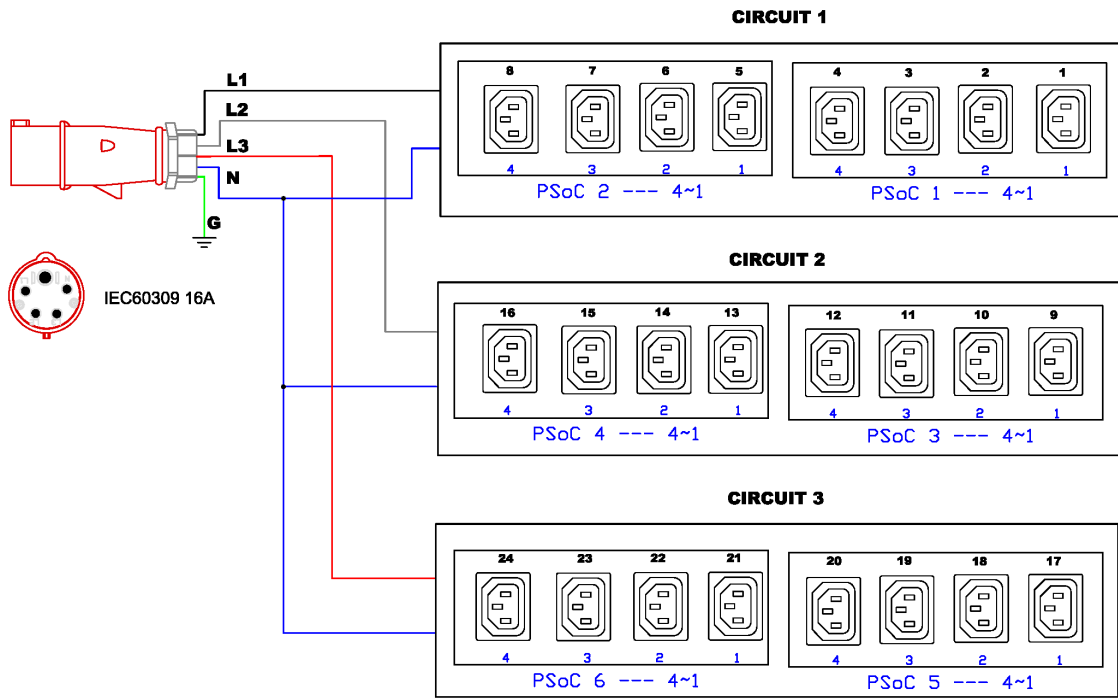 CIRCUIT 1
L1
L2
L3
N
G
IEC60309 16A
8 7 6 5
4 3 2 1
PSoC 2 --- 4~1
4 3 2 1
4 3 2 1
PSoC 1 --- 4~1
CIRCUIT 2
16 15 14 13
4 3 2 1
PSoC 4 --- 4~1
12 11 10 9
4 3 2 1
PSoC 3 --- 4~1
CIRCUIT 3
24 23 22 21
4 3 2 1
PSoC 6 --- 4~1
20 19 18 17
4 3 2 1
PSoC 5 --- 4~1